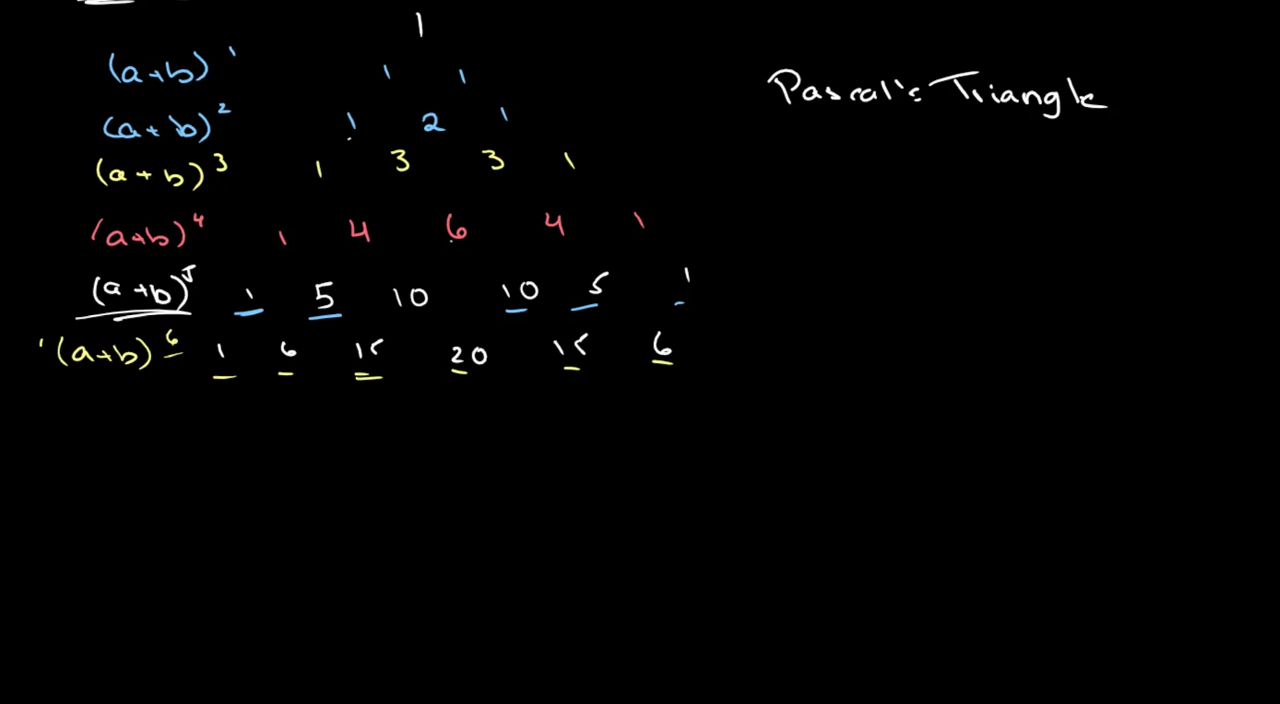 1
(a+b)¹ 1 1
Pascal's Triangle
(a+b)² 1 2 1
(a+b)³ 1 3 3 1
(a+b)⁴ 1 4 6 4 1
(a+b)⁵ 1 5 10 10 5 1
(a+b)⁶ 1 6 15 20 15 6